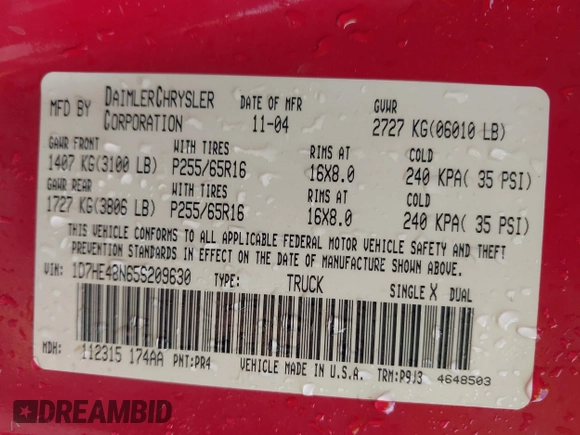 MFD BY DAIMLERCHRYSLER CORPORATION
DATE OF MFR 11-04
GVWR 2727 KG(06010 LB)
GAWR FRONT WITH TIRES RIMS AT COLD
1407 KG(3100 LB) P255/65R16 16X8.0 240 KPA( 35 PSI)
GAWR REAR WITH TIRES RIMS AT COLD
1727 KG(3806 LB) P255/65R16 16X8.0 240 KPA( 35 PSI)
THIS VEHICLE CONFORMS TO ALL APPLICABLE FEDERAL MOTOR VEHICLE SAFETY AND THEFT
PREVENTION STANDARDS IN EFFECT ON THE DATE OF MANUFACTURE SHOWN ABOVE.
VIN: 1D7HE48N65S209630 TYPE: TRUCK SINGLE X DUAL
MDH: 112315 174AA PNT:PR4 VEHICLE MADE IN U.S.A. TRM:P9J3 4648503
DREAMBID